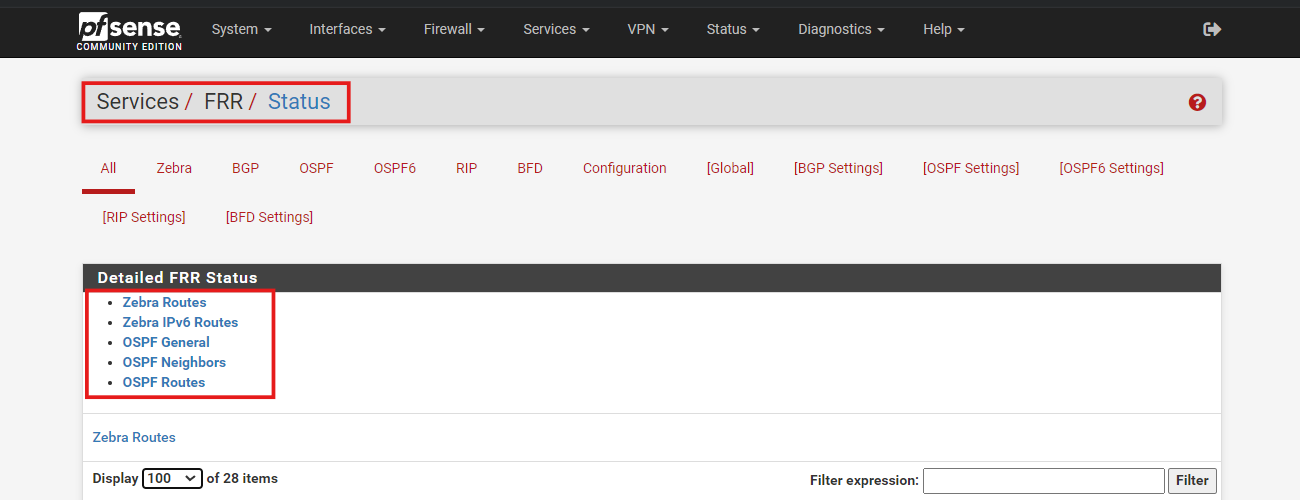 pfsense
COMMUNITY EDITION
System Interfaces Firewall Services VPN Status Diagnostics Help
Services / FRR / Status
All Zebra BGP OSPF OSPF6 RIP BFD Configuration [Global] [BGP Settings] [OSPF Settings] [OSPF6 Settings]
[RIP Settings] [BFD Settings]
Detailed FRR Status
• Zebra Routes
• Zebra IPv6 Routes
• OSPF General
• OSPF Neighbors
• OSPF Routes
Zebra Routes
Display 100 of 28 items Filter expression: Filter